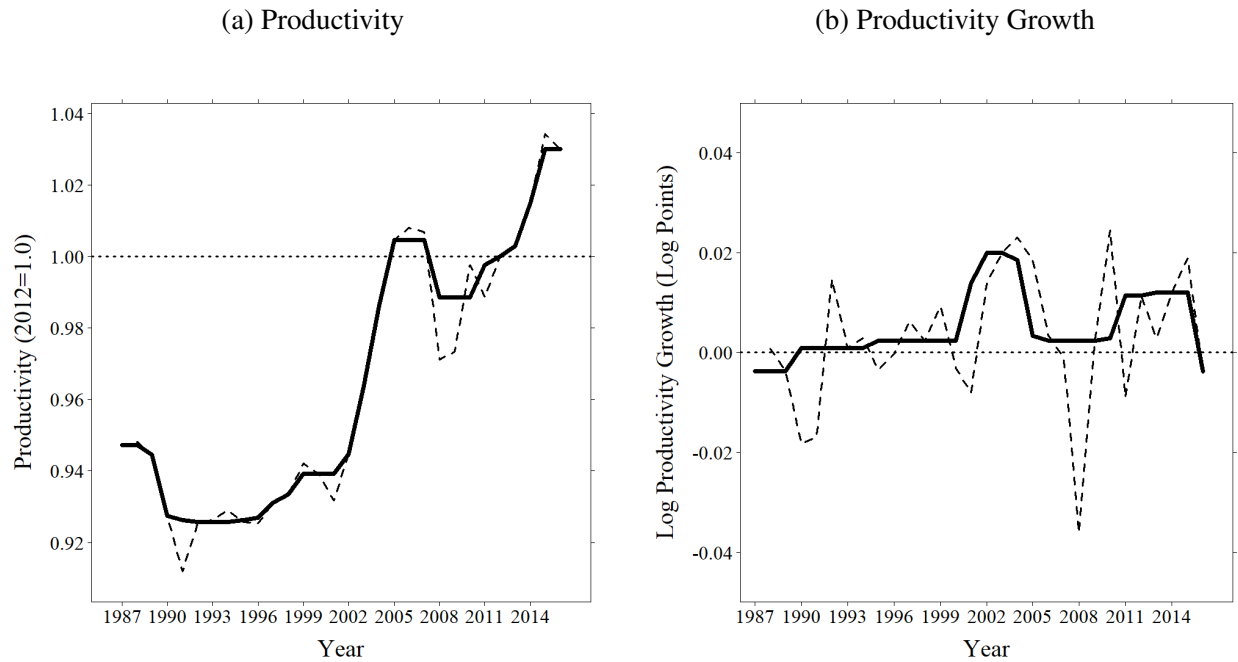 (a) Productivity
Productivity (2012=1.0)
1.04
1.02
1.00
0.98
0.96
0.94
0.92
1987 1990 1993 1996 1999 2002 2005 2008 2011 2014
Year
(b) Productivity Growth
Log Productivity Growth (Log Points)
0.04
0.02
0.00
-0.02
-0.04
1987 1990 1993 1996 1999 2002 2005 2008 2011 2014
Year